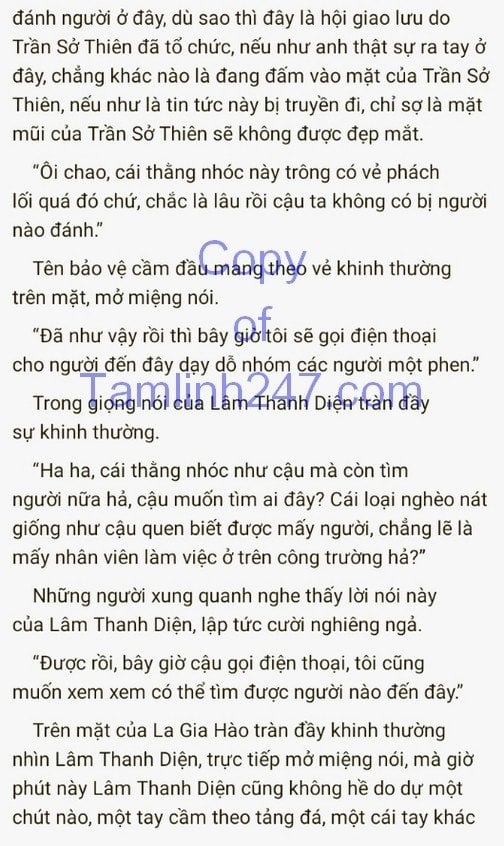 đánh người ở đây, dù sao thì đây là hội giao lưu do
Trần Sở Thiên đã tổ chức, nếu như anh thật sự ra tay ở
đây, chẳng khác nào là đang đấm vào mặt của Trần Sở
Thiên, nếu như là tin tức này bị truyền đi, chỉ sợ là mặt
mũi của Trần Sở Thiên sẽ không được đẹp mắt.
“Ôi chao, cái thằng nhóc này trông có vẻ phách
lối quá đó chứ, chắc là lâu rồi cậu ta không có bị người
nào đánh.”
Tên bảo vệ cầm đầu mang theo vẻ khinh thường
trên mặt, mở miệng nói.
“Đã như vậy rồi thì bây giờ tôi sẽ gọi điện thoại
cho người đến đây dạy dỗ nhóm các người một phen.”
Trong giọng nói của Lâm Thanh Diện tràn đầy
sự khinh thường.
“Ha ha, cái thằng nhóc như cậu mà còn tìm
người nữa hả, cậu muốn tìm ai đây? Cái loại nghèo nát
giống như cậu quen biết được mấy người, chẳng lẽ là
mấy nhân viên làm việc ở trên công trường hả?”
Những người xung quanh nghe thấy lời nói này
của Lâm Thanh Diện, lập tức cười nghiêng ngả.
“Được rồi, bây giờ cậu gọi điện thoại, tôi cũng
muốn xem xem có thể tìm được người nào đến đây.”
Trên mặt của La Gia Hào tràn đầy khinh thường
nhìn Lâm Thanh Diện, trực tiếp mở miệng nói, mà giờ
phút này Lâm Thanh Diện cũng không hề do dự một
chút nào, một tay cầm theo tảng đá, một cái tay khác
Copy
of
Tamlinh247.com